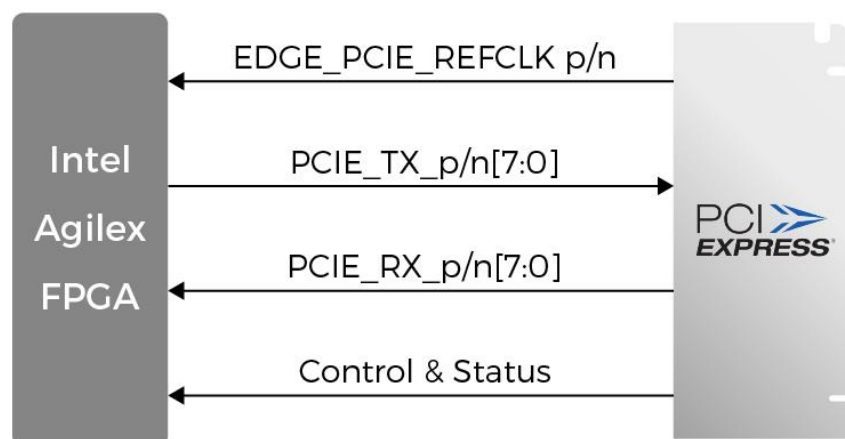 EDGE_PCIE_REFCLK p/n
Intel
Agilex
FPGA
PCIE_TX_p/n[7:0]
PCIE_RX_p/n[7:0]
Control & Status
PCI
EXPRESS®